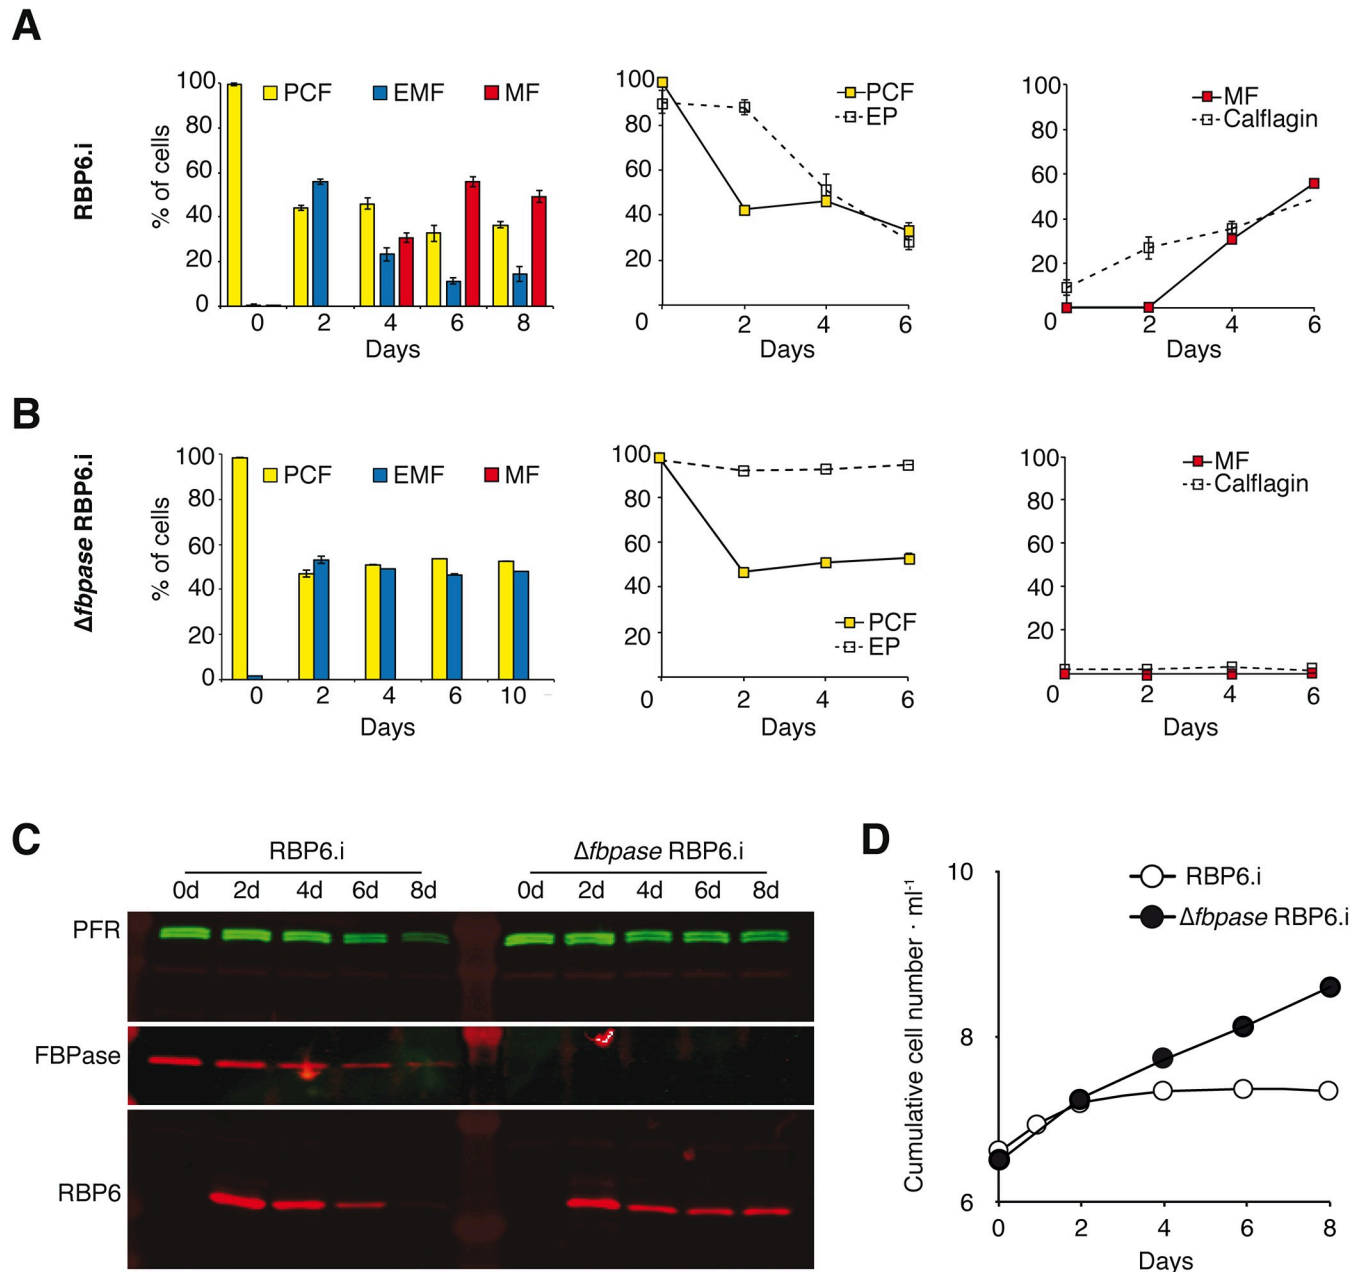 A
RBP6.i
% of cells
100
80
60
40
20
0
PCF
EMF
MF
0 2 4 6 8
Days
100
80
60
40
20
0 2 4 6
PCF
EP
Days
100
80
60
40
20
0 2 4 6
MF
Calflagin
Days
B
Δfbpase RBP6.i
% of cells
100
80
60
40
20
0
PCF
EMF
MF
0 2 4 6 10
Days
100
80
60
40
20
0 2 4 6
PCF
EP
Days
100
80
60
40
20
0 2 4 6
MF
Calflagin
Days
C
RBP6.i
Δfbpase RBP6.i
0d 2d 4d 6d 8d
0d 2d 4d 6d 8d
PFR
FBPase
RBP6
D
Cumulative cell number · ml⁻¹
10
8
6
RBP6.i
Δfbpase RBP6.i
0 2 4 6 8
Days